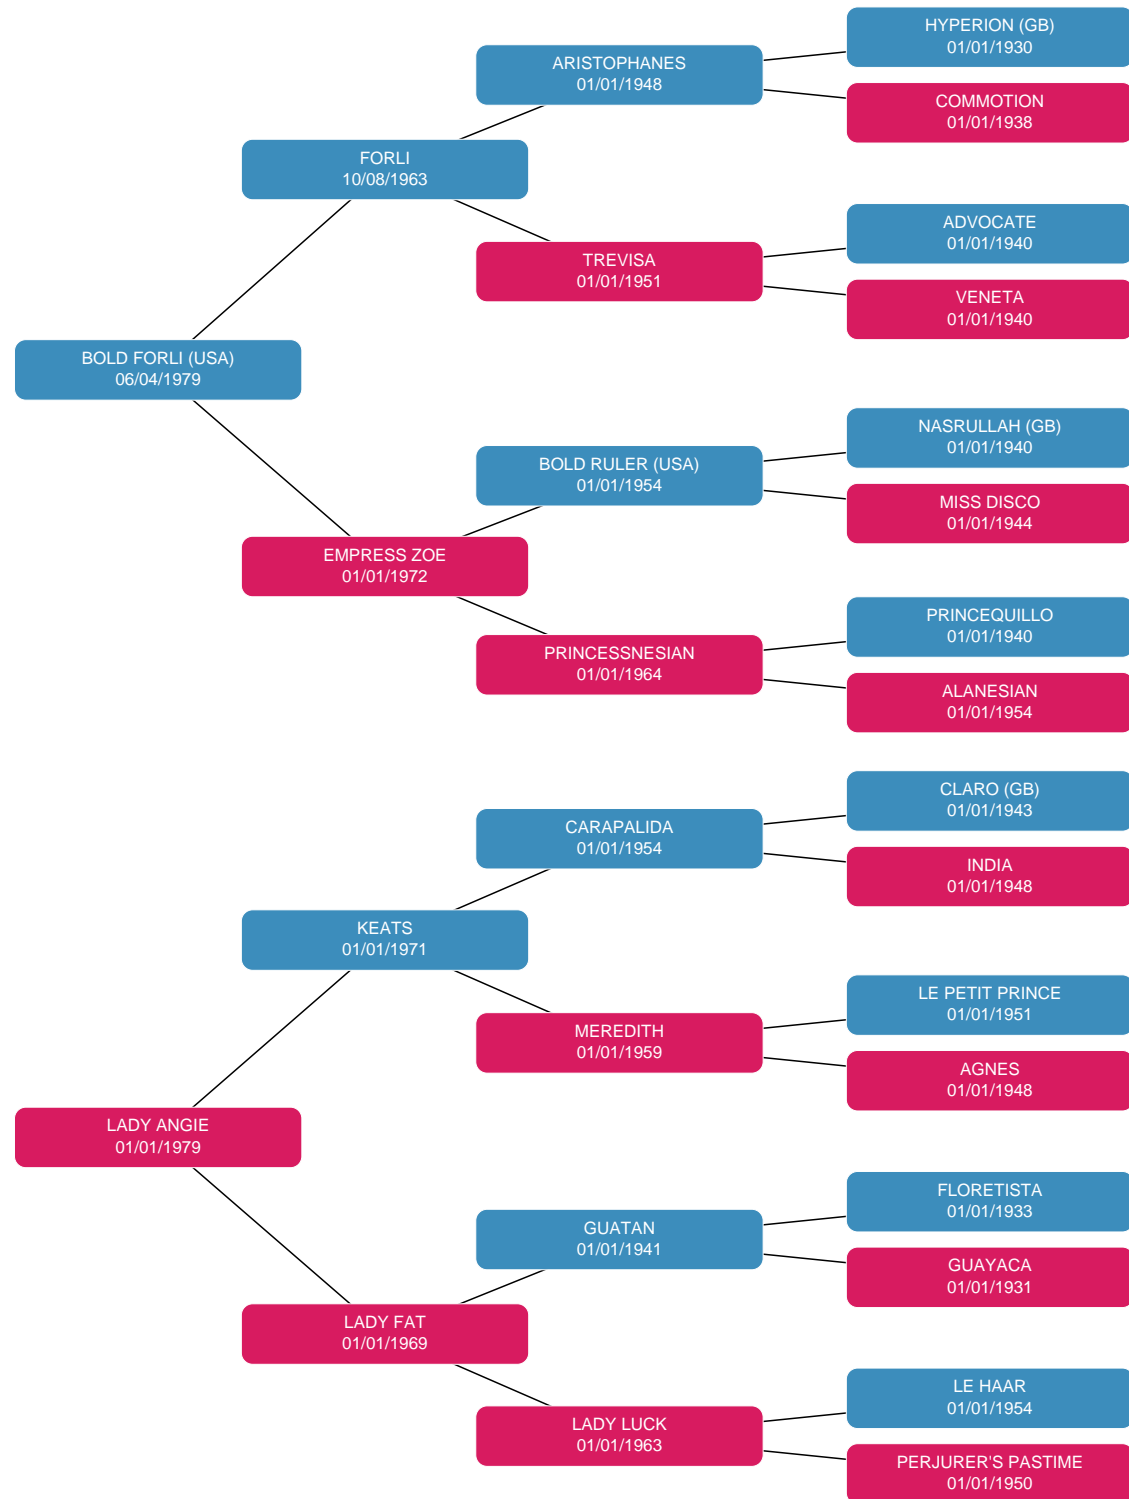 HYPERION (GB)
01/01/1930
ARISTOPHANES
01/01/1948
COMMOTION
01/01/1938
FORLI
10/08/1963
ADVOCATE
01/01/1940
TREVISA
01/01/1951
VENETA
01/01/1940
BOLD FORLI (USA)
06/04/1979
NASRULLAH (GB)
01/01/1940
BOLD RULER (USA)
01/01/1954
MISS DISCO
01/01/1944
EMPRESS ZOE
01/01/1972
PRINCEQUILLO
01/01/1940
PRINCESSNESIAN
01/01/1964
ALANESIAN
01/01/1954
CLARO (GB)
01/01/1943
CARAPALIDA
01/01/1954
INDIA
01/01/1948
KEATS
01/01/1971
LE PETIT PRINCE
01/01/1951
MEREDITH
01/01/1959
AGNES
01/01/1948
LADY ANGIE
01/01/1979
FLORETISTA
01/01/1933
GUATAN
01/01/1941
GUAYACA
01/01/1931
LADY FAT
01/01/1969
LE HAAR
01/01/1954
LADY LUCK
01/01/1963
PERJURER'S PASTIME
01/01/1950